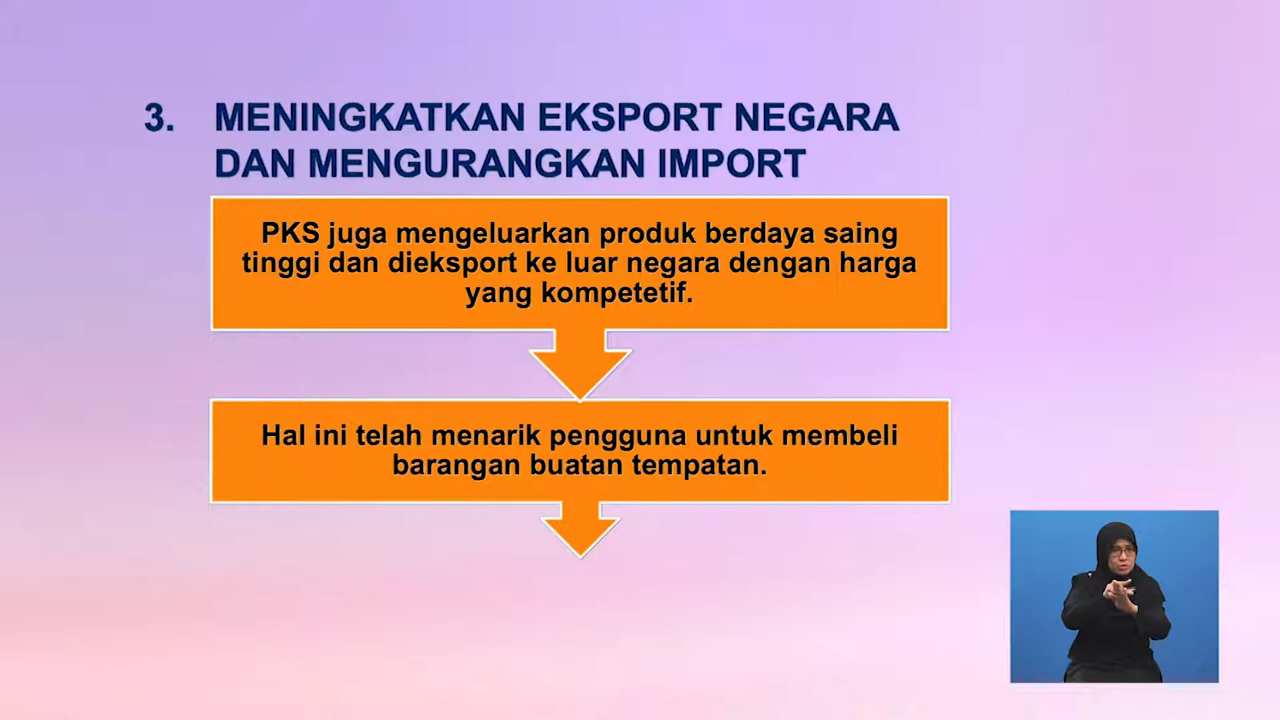 3. MENINGKATKAN EKSPORT NEGARA
DAN MENGURANGKAN IMPORT
PKS juga mengeluarkan produk berdaya saing
tinggi dan dieksport ke luar negara dengan harga
yang kompetetif.
Hal ini telah menarik pengguna untuk membeli
barangan buatan tempatan.